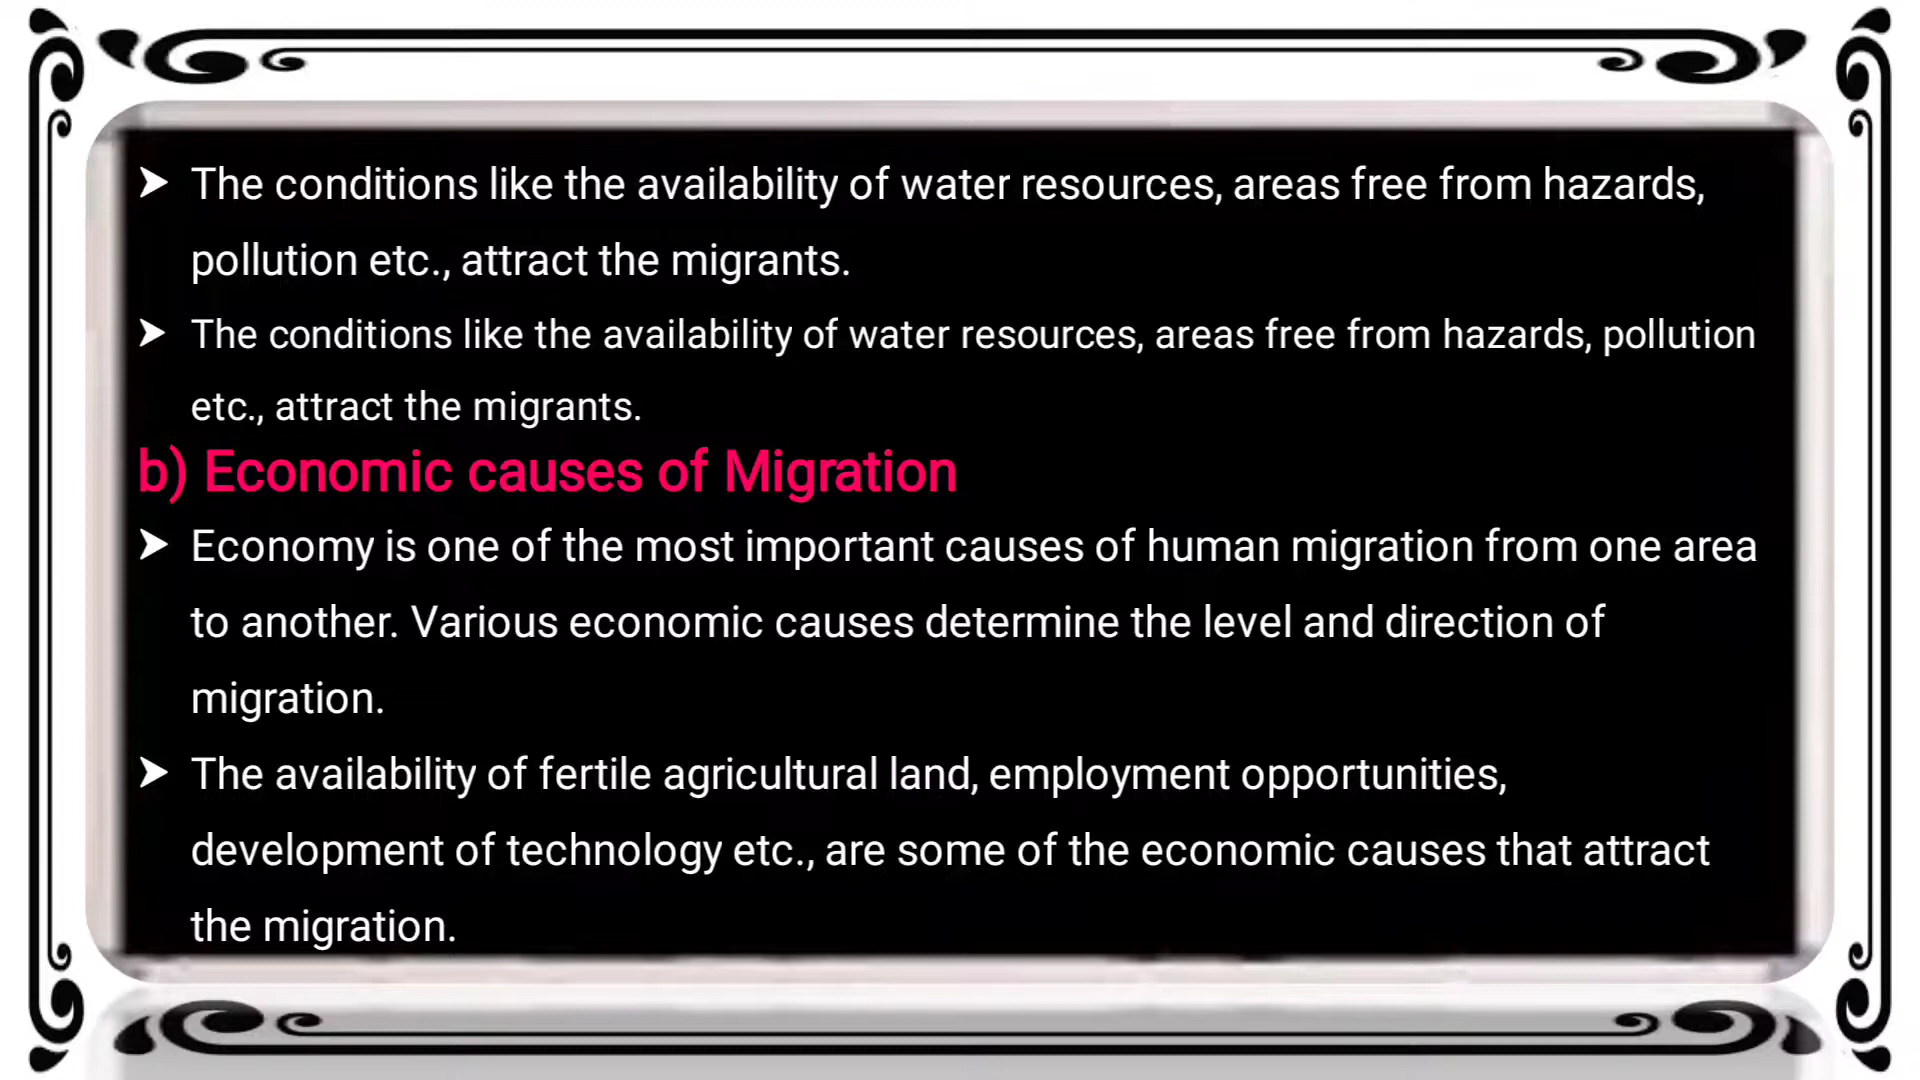 ➤ The conditions like the availability of water resources, areas free from hazards,
pollution etc., attract the migrants.
➤ The conditions like the availability of water resources, areas free from hazards, pollution
etc., attract the migrants.
b) Economic causes of Migration
➤ Economy is one of the most important causes of human migration from one area
to another. Various economic causes determine the level and direction of
migration.
➤ The availability of fertile agricultural land, employment opportunities,
development of technology etc., are some of the economic causes that attract
the migration.